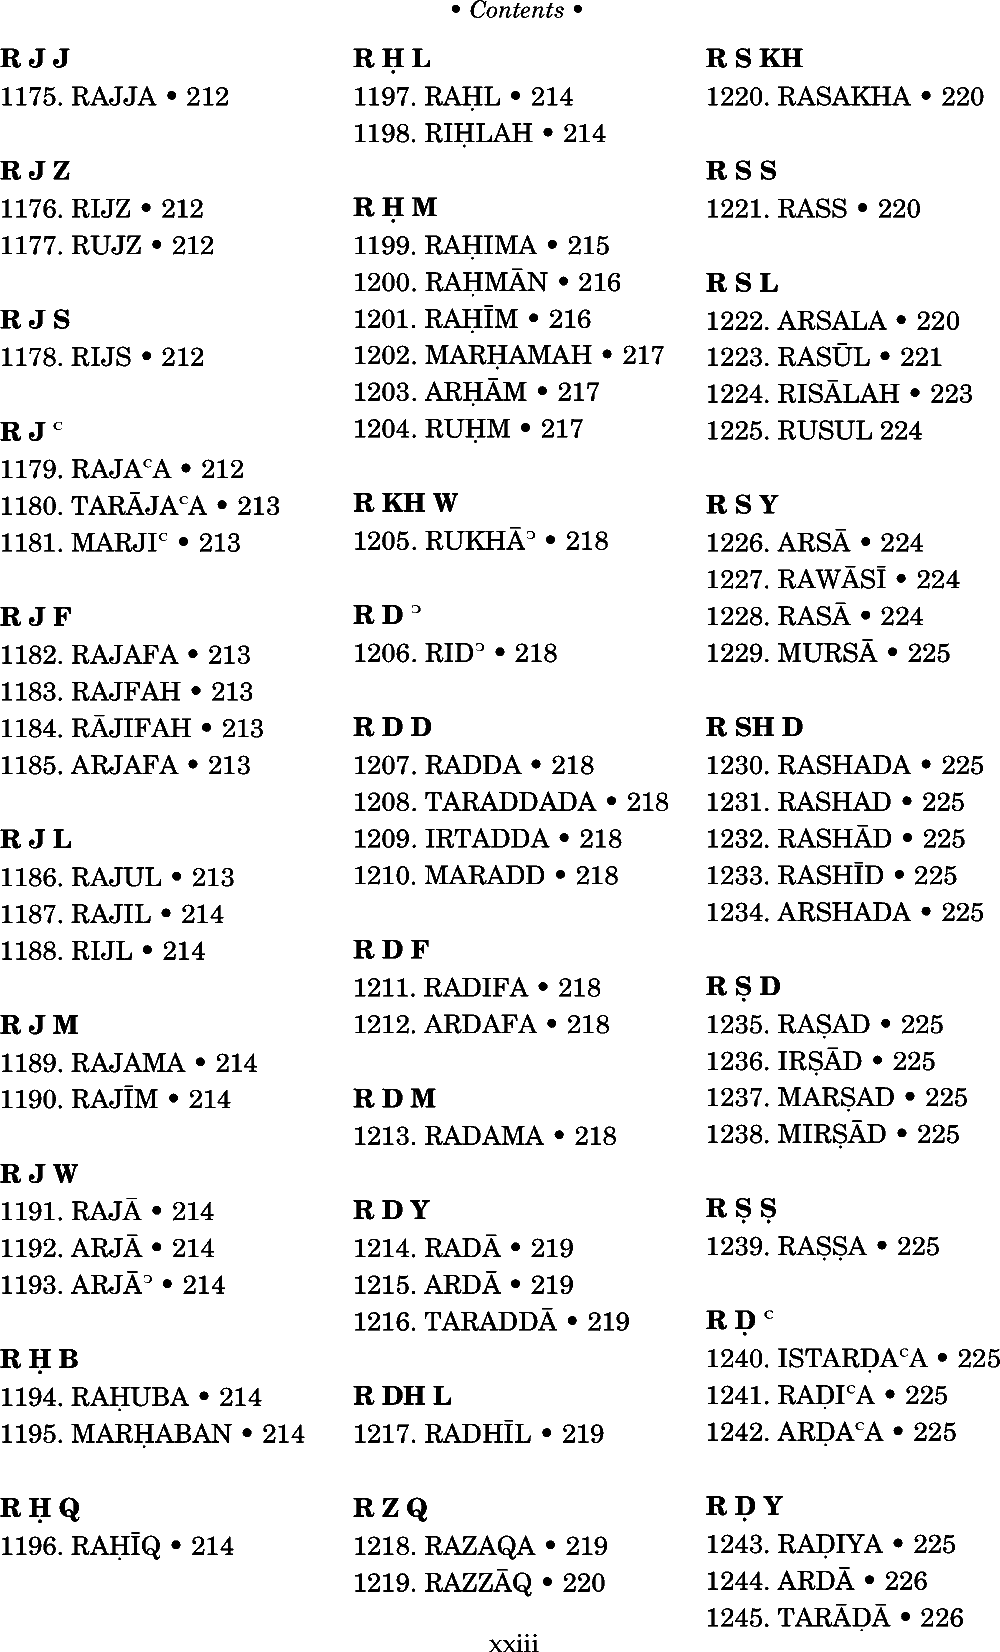 • Contents •
R J J
1175. RAJJA • 212
R J Z
1176. RIJZ • 212
1177. RUJZ • 212
R J S
1178. RIJS • 212
R J ᶜ
1179. RAJAᶜA • 212
1180. TARĀJAᶜA • 213
1181. MARJIᶜ • 213
R J F
1182. RAJAFA • 213
1183. RAJFAH • 213
1184. RĀJIFAH • 213
1185. ARJAFA • 213
R J L
1186. RAJUL • 213
1187. RAJIL • 214
1188. RIJL • 214
R J M
1189. RAJAMA • 214
1190. RAJĪM • 214
R J W
1191. RAJĀ • 214
1192. ARJĀ • 214
1193. ARJĀᵓ • 214
R Ḥ B
1194. RAḤUBA • 214
1195. MARḤABAN • 214
R Ḥ Q
1196. RAḤĪQ • 214
R Ḥ L
1197. RAḤL • 214
1198. RIḤLAH • 214
R Ḥ M
1199. RAḤIMA • 215
1200. RAḤMĀN • 216
1201. RAḤĪM • 216
1202. MARḤAMAH • 217
1203. ARḤĀM • 217
1204. RUḤM • 217
R KH W
1205. RUKHĀᵓ • 218
R D ᵓ
1206. RIDᵓ • 218
R D D
1207. RADDA • 218
1208. TARADDADA • 218
1209. IRTADDA • 218
1210. MARADD • 218
R D F
1211. RADIFA • 218
1212. ARDAFA • 218
R D M
1213. RADAMA • 218
R D Y
1214. RADĀ • 219
1215. ARDĀ • 219
1216. TARADDĀ • 219
R DH L
1217. RADHĪL • 219
R Z Q
1218. RAZAQA • 219
1219. RAZZĀQ • 220
R S KH
1220. RASAKHA • 220
R S S
1221. RASS • 220
R S L
1222. ARSALA • 220
1223. RASŪL • 221
1224. RISĀLAH • 223
1225. RUSUL 224
R S Y
1226. ARSĀ • 224
1227. RAWĀSĪ • 224
1228. RASĀ • 224
1229. MURSĀ • 225
R SH D
1230. RASHADA • 225
1231. RASHAD • 225
1232. RASHĀD • 225
1233. RASHĪD • 225
1234. ARSHADA • 225
R Ṣ D
1235. RAṢAD • 225
1236. IRṢĀD • 225
1237. MARṢAD • 225
1238. MIRṢĀD • 225
R Ṣ Ṣ
1239. RAṢṢA • 225
R Ḍ ᶜ
1240. ISTARḌAᶜA • 225
1241. RAḌIᶜA • 225
1242. ARḌAᶜA • 225
R Ḍ Y
1243. RAḌIYA • 225
1244. ARDĀ • 226
1245. TARĀḌĀ • 226
xxiii